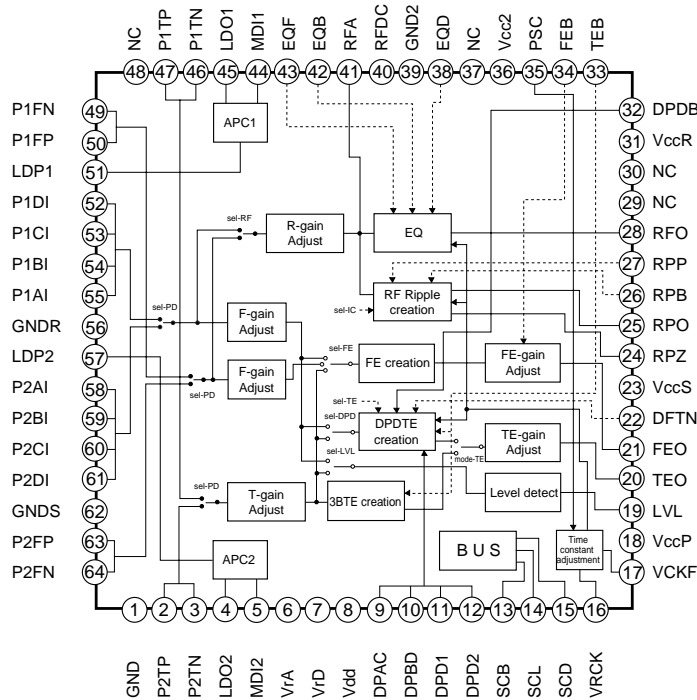 NC
P1TP
P1TN
LDO1
MDI1
EQF
EQB
RFA
RFDC
GND2
EQD
NC
Vcc2
PSC
FEB
TEB
48
47
46
45
44
43
42
41
40
39
38
37
36
35
34
33
P1FN
49
P1FP
50
LDP1
51
P1DI
52
P1CI
53
P1BI
54
P1AI
55
GNDR
56
LDP2
57
P2AI
58
P2BI
59
P2CI
60
P2DI
61
GNDS
62
P2FP
63
P2FN
64
APC1
sel-RF
R-gain
Adjust
EQ
sel-IC
RF Ripple
creation
sel-PD
F-gain
Adjust
F-gain
Adjust
sel-PD
sel-FE
FE creation
FE-gain
Adjust
sel-TE
sel-DPD
DPDTE
creation
mode-TE
TE-gain
Adjust
sel-LVL
sel-PD
T-gain
Adjust
3BTE creation
Level detect
APC2
B U S
Time
constant
adjustment
32
DPDB
31
VccR
30
NC
29
NC
28
RFO
27
RPP
26
RPB
25
RPO
24
RPZ
23
VccS
22
DFTN
21
FEO
20
TEO
19
LVL
18
VccP
17
VCKF
1
2
3
4
5
6
7
8
9
10
11
12
13
14
15
16
GND
P2TP
P2TN
LDO2
MDI2
VrA
VrD
Vdd
DPAC
DPBD
DPD1
DPD2
SCB
SCL
SCD
VRCK